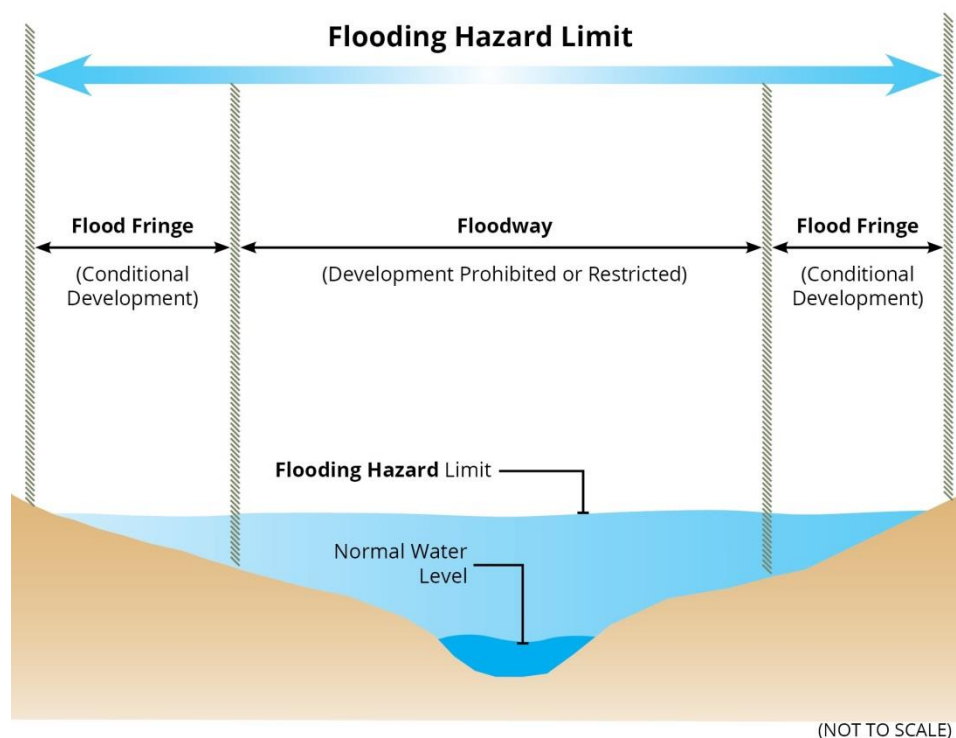 Flooding Hazard Limit
Flood Fringe
(Conditional
Development)
Floodway
(Development Prohibited or Restricted)
Flood Fringe
(Conditional
Development)
Flooding Hazard Limit
Normal Water
Level
(NOT TO SCALE)